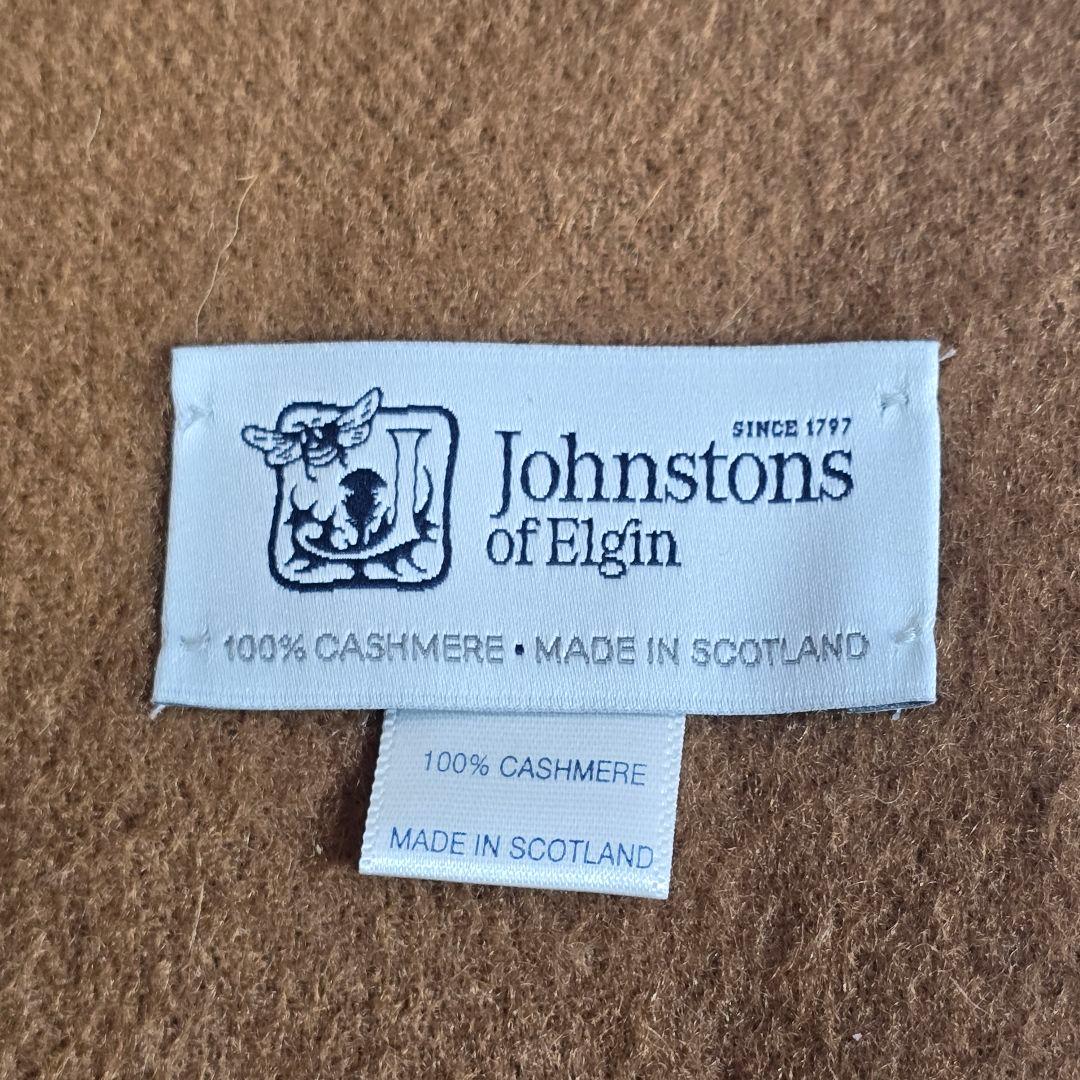 SINCE 1797
Johnstons
of Elgin
100% CASHMERE • MADE IN SCOTLAND
100% CASHMERE
MADE IN SCOTLAND